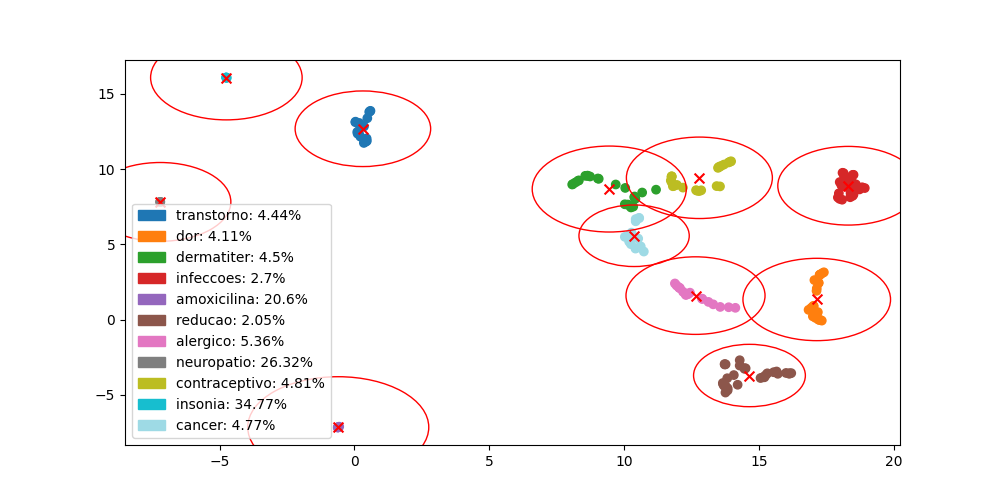 15
10
5
0
−5
transtorno: 4.44%
dor: 4.11%
dermatiter: 4.5%
infeccoes: 2.7%
amoxicilina: 20.6%
reducao: 2.05%
alergico: 5.36%
neuropatio: 26.32%
contraceptivo: 4.81%
insonia: 34.77%
cancer: 4.77%
−5 0 5 10 15 20